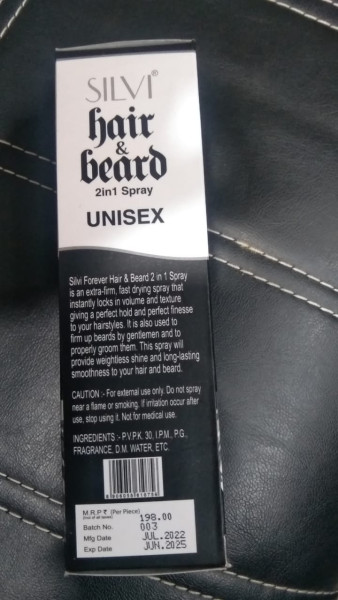 SILVI®
hair
&
beard
2in1 Spray
UNISEX
Silvi Forever Hair & Beard 2 in 1 Spray
is an extra-firm, fast drying spray that
instantly locks in volume and texture
giving a perfect hold and perfect finesse
to your hairstyles. It is also used to
firm up beards by gentlemen and to
properly groom them. This spray will
provide weightless shine and long-lasting
smoothness to your hair and beard.
CAUTION :- For external use only. Do not spray
near a flame or smoking. If irritation occur after
use, stop using it. Not for medical use.
INGREDIENTS :- P.V.P.K. 30, I.P.M., P.G.,
FRAGRANCE, D.M. WATER, ETC.
M.R.P ₹ (Per Piece) 198.00
Batch No. 003
Mfg Date JUL.2022
Exp Date JUN.2025